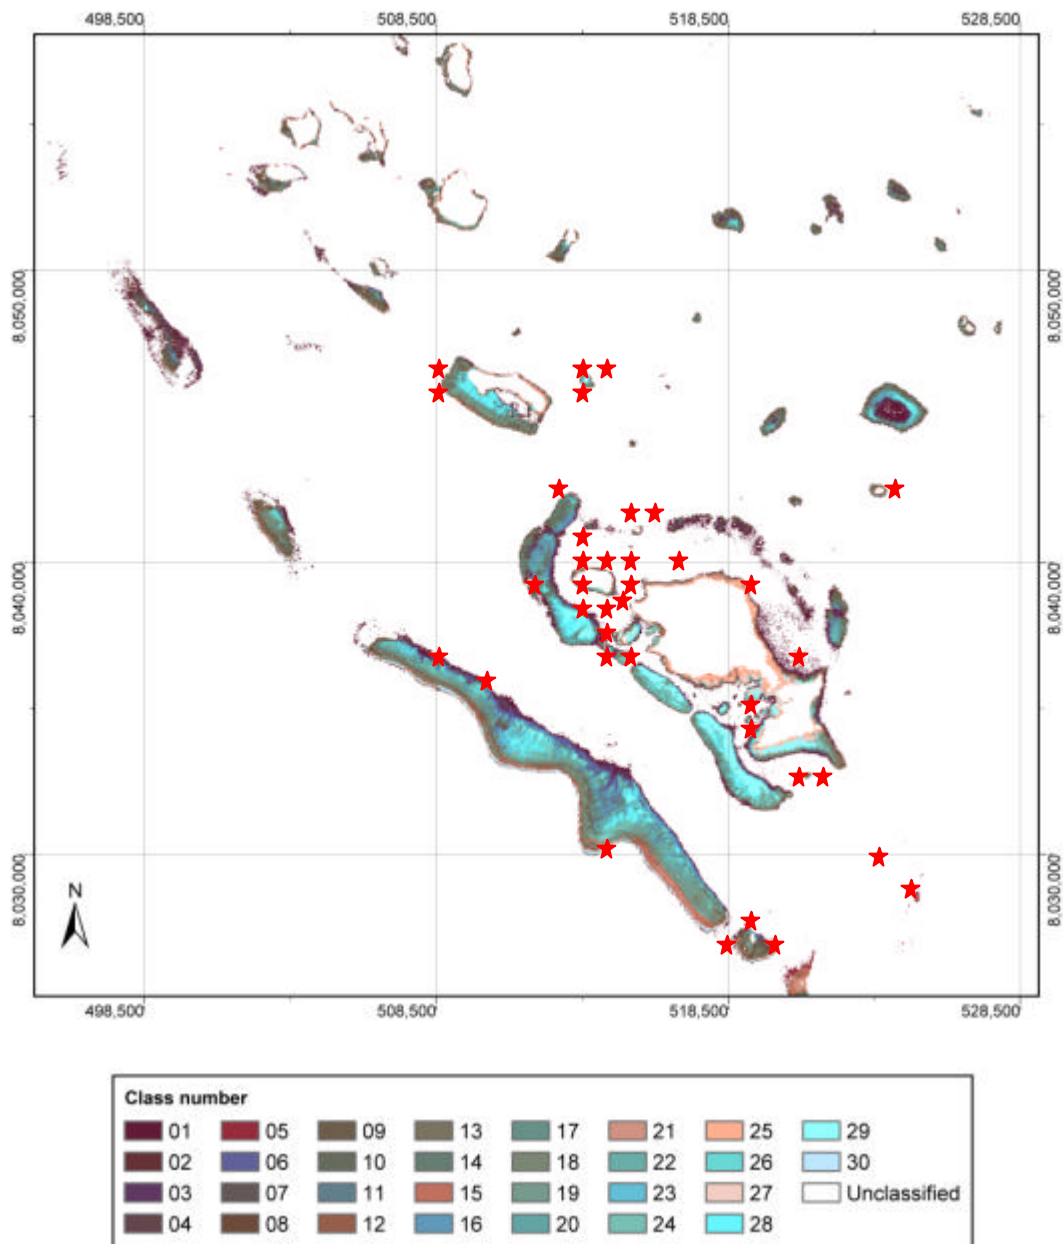 498,500 508,500 518,500 528,500
8,050,000 8,050,000
8,040,000 8,040,000
8,030,000 8,030,000
N
498,500 508,500 518,500 528,500
Class number
01 05 09 13 17 21 25 29
02 06 10 14 18 22 26 30
03 07 11 15 19 23 27 Unclassified
04 08 12 16 20 24 28